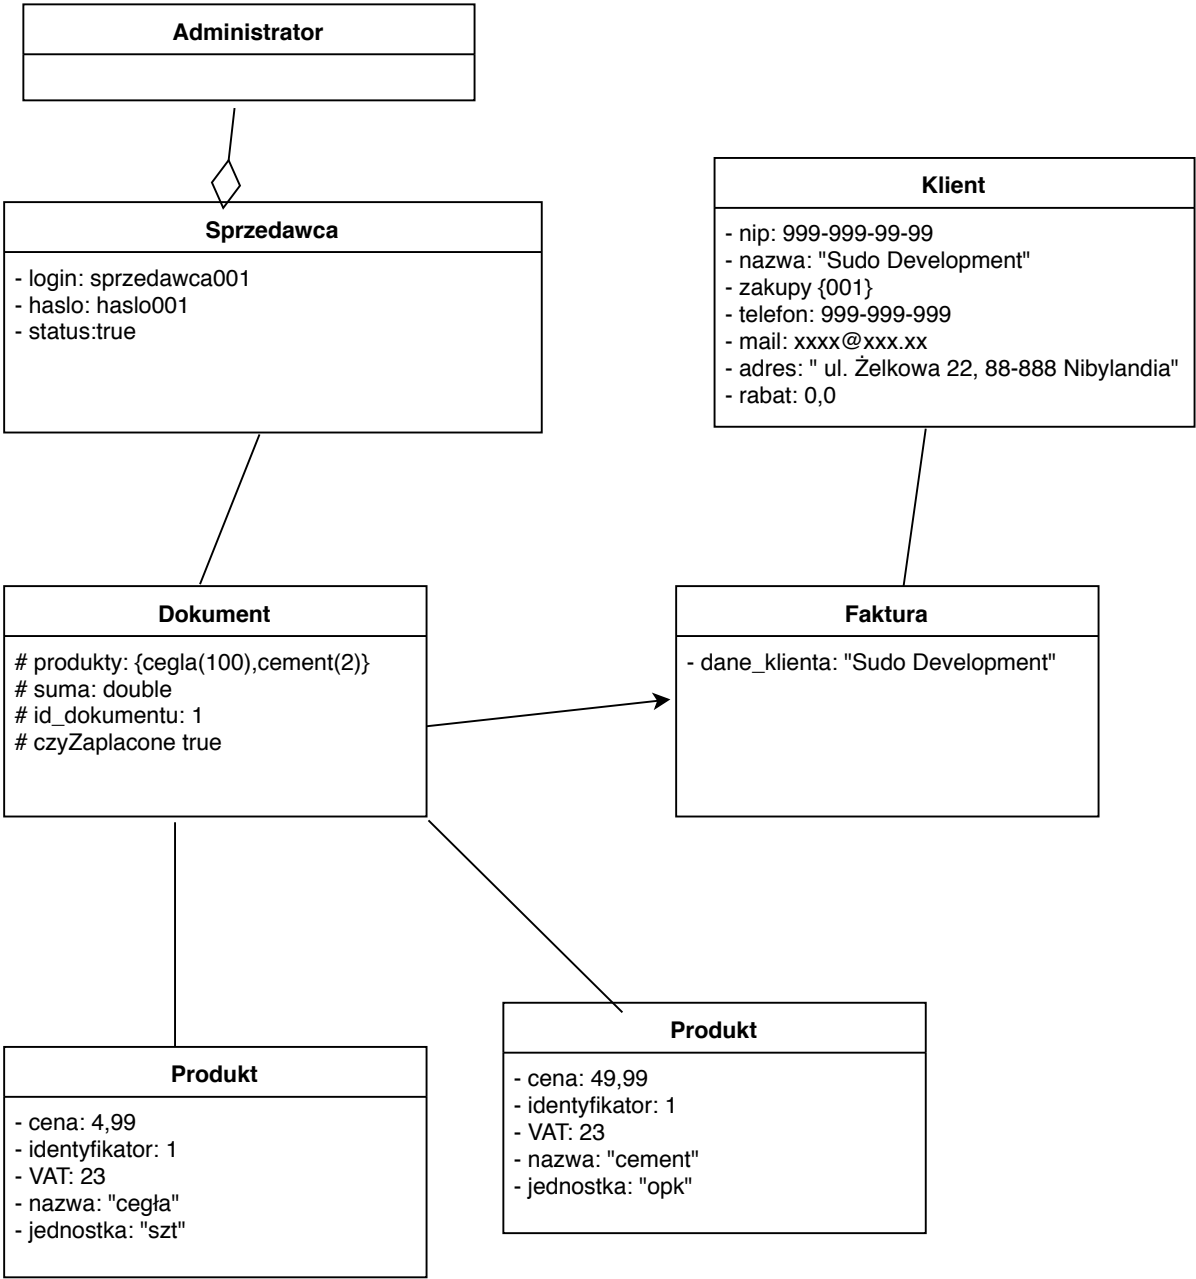 Administrator
Sprzedawca
- login: sprzedawca001
- haslo: haslo001
- status:true
Klient
- nip: 999-999-99-99
- nazwa: "Sudo Development"
- zakupy {001}
- telefon: 999-999-999
- mail: xxxx@xxx.xx
- adres: " ul. Żelkowa 22, 88-888 Nibylandia"
- rabat: 0,0
Dokument
# produkty: {cegla(100),cement(2)}
# suma: double
# id_dokumentu: 1
# czyZaplacone true
Faktura
- dane_klienta: "Sudo Development"
Produkt
- cena: 4,99
- identyfikator: 1
- VAT: 23
- nazwa: "cegła"
- jednostka: "szt"
Produkt
- cena: 49,99
- identyfikator: 1
- VAT: 23
- nazwa: "cement"
- jednostka: "opk"